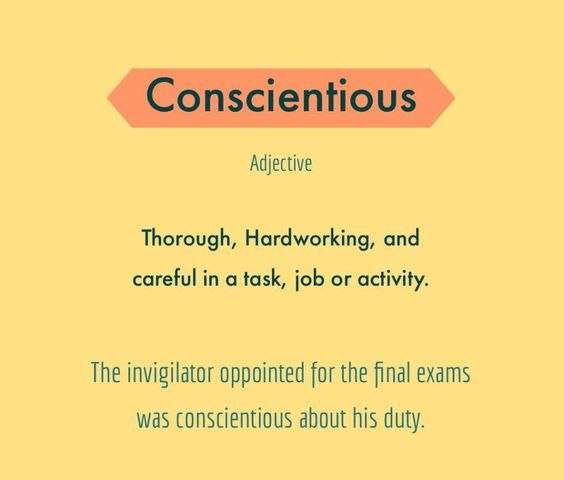 Conscientious
Adjective
Thorough, Hardworking, and
careful in a task, job or activity.
The invigilator oppointed for the final exams
was conscientious about his duty.